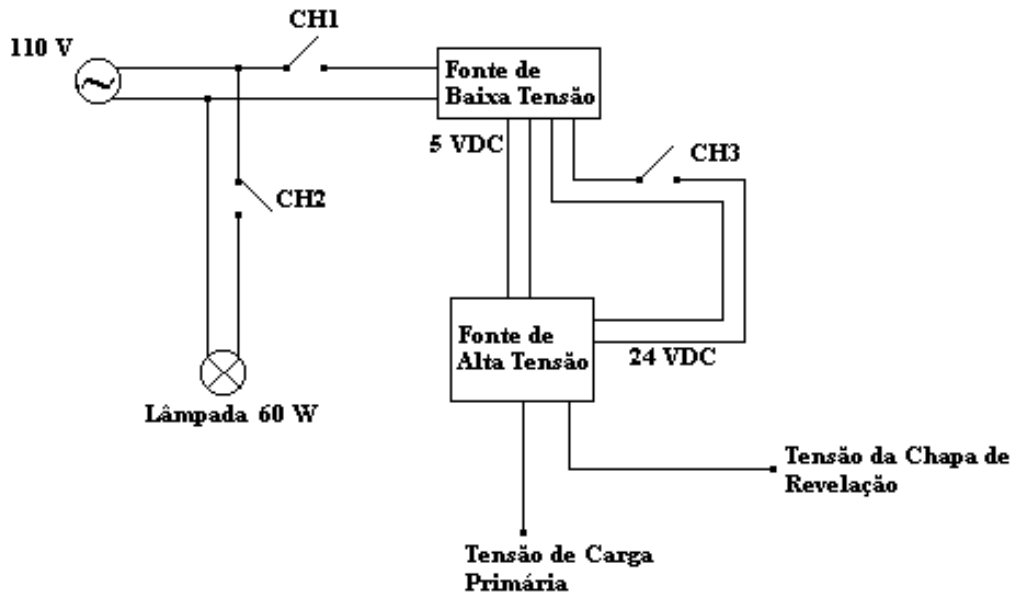 CH1
110 V
Fonte de
Baixa Tensão
5 VDC
CH3
CH2
Fonte de
Alta Tensão
24 VDC
Lâmpada 60 W
Tensão da Chapa de
Revelação
Tensão de Carga
Primária